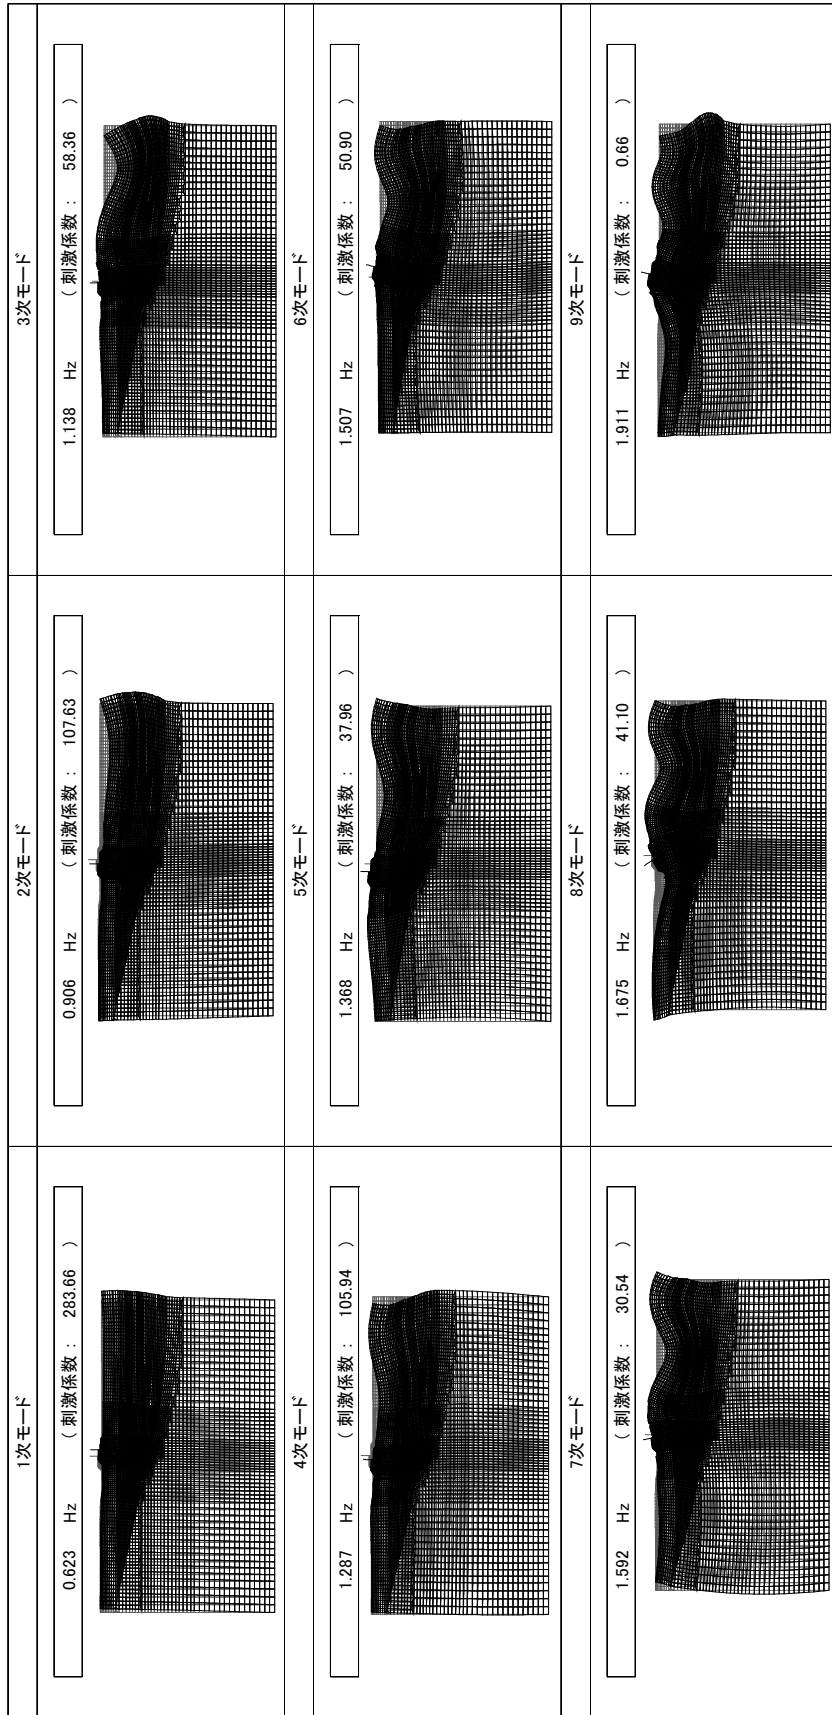 1次モード
0.623 Hz (刺激係数: 283.66 )
2次モード
0.906 Hz (刺激係数: 107.63 )
3次モード
1.138 Hz (刺激係数: 58.36 )
4次モード
1.287 Hz (刺激係数: 105.94 )
5次モード
1.368 Hz (刺激係数: 37.96 )
6次モード
1.507 Hz (刺激係数: 50.90 )
7次モード
1.592 Hz (刺激係数: 30.54 )
8次モード
1.675 Hz (刺激係数: 41.10 )
9次モード
1.911 Hz (刺激係数: 0.66 )